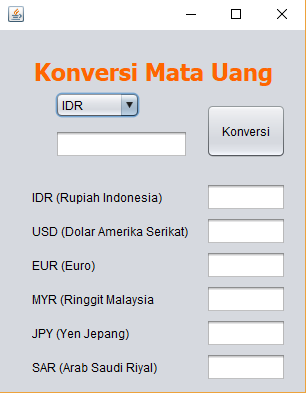 Konversi Mata Uang
IDR
Konversi
IDR (Rupiah Indonesia)
USD (Dolar Amerika Serikat)
EUR (Euro)
MYR (Ringgit Malaysia
JPY (Yen Jepang)
SAR (Arab Saudi Riyal)